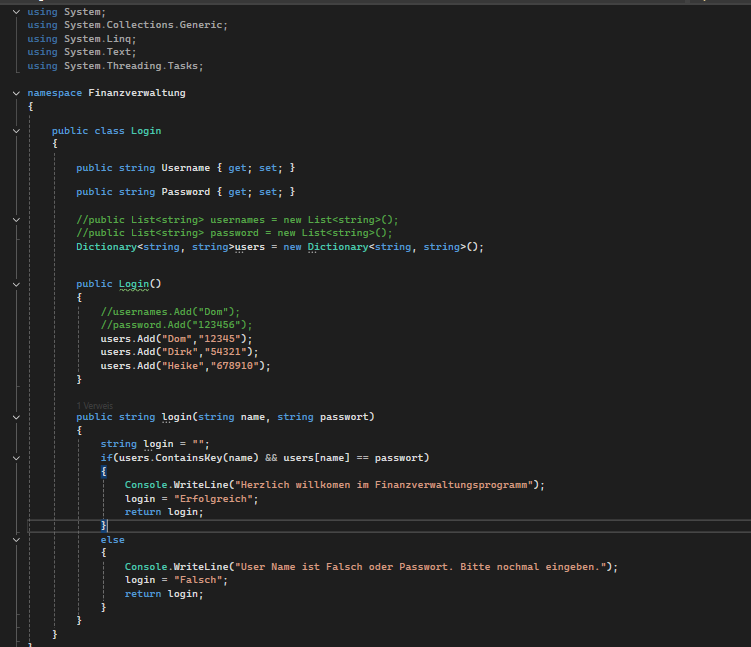 using System;
using System.Collections.Generic;
using System.Linq;
using System.Text;
using System.Threading.Tasks;
namespace Finanzverwaltung
{
public class Login
{
public string Username { get; set; }
public string Password { get; set; }
//public List<string> usernames = new List<string>();
//public List<string> password = new List<string>();
Dictionary<string, string>users = new Dictionary<string, string>();
public Login()
{
//usernames.Add("Dom");
//password.Add("123456");
users.Add("Dom","12345");
users.Add("Dirk","54321");
users.Add("Heike","678910");
}
1 Verweis
public string login(string name, string passwort)
{
string login = "";
if(users.ContainsKey(name) && users[name] == passwort)
{
Console.WriteLine("Herzlich willkomen im Finanzverwaltungsprogramm");
login = "Erfolgreich";
return login;
}
else
{
Console.WriteLine("User Name ist Falsch oder Passwort. Bitte nochmal eingeben.");
login = "Falsch";
return login;
}
}
}